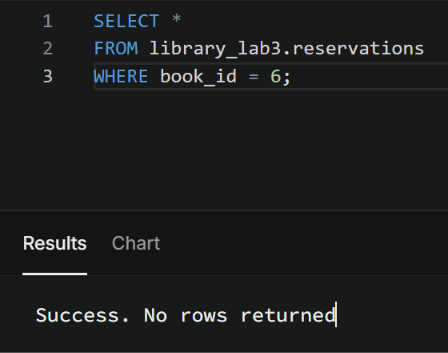 1 SELECT *
2 FROM library_lab3.reservations
3 WHERE book_id = 6;
Results Chart
Success. No rows returned